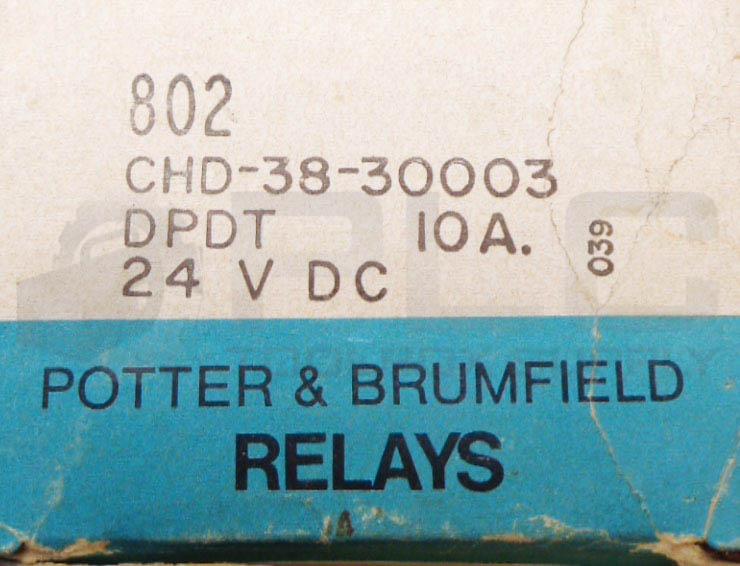 802
CHD-38-30003
DPDT 10A.
039
24 V DC
POTTER & BRUMFIELD
RELAYS